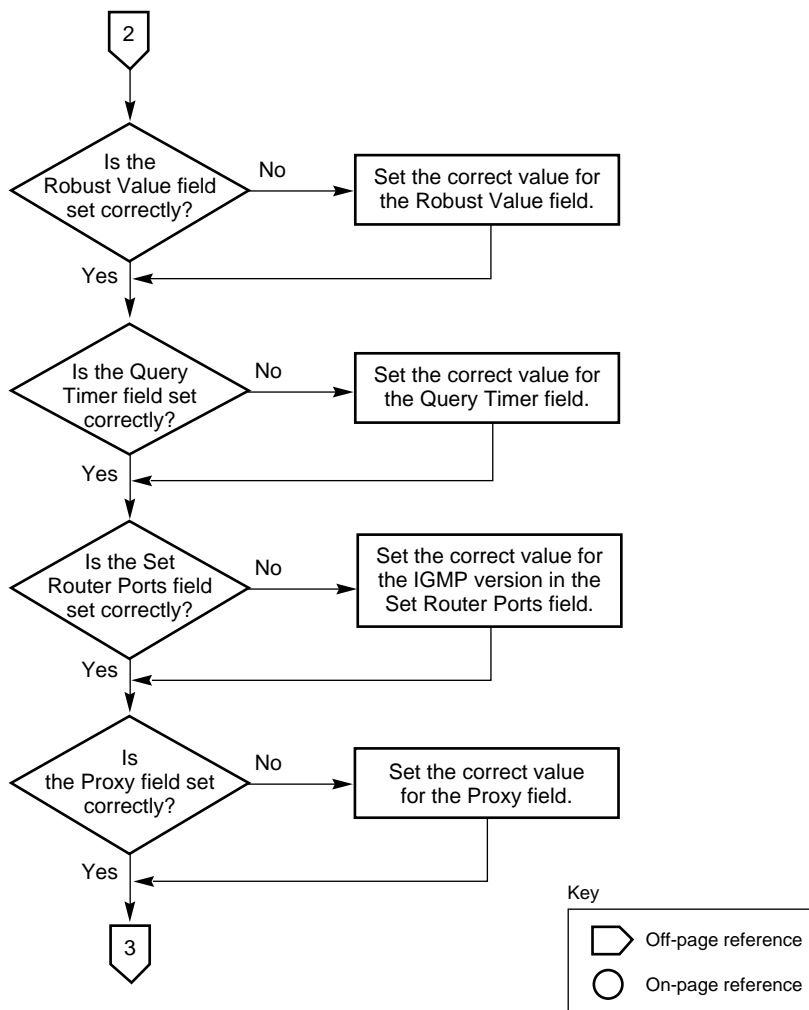 2
Is the
Robust Value field
set correctly?
No
Set the correct value for
the Robust Value field.
Yes
Is the Query
Timer field set
correctly?
No
Set the correct value for
the Query Timer field.
Yes
Is the Set
Router Ports field
set correctly?
No
Set the correct value for
the IGMP version in the
Set Router Ports field.
Yes
Is
the Proxy field set
correctly?
No
Set the correct value
for the Proxy field.
Yes
3
Key
Off-page reference
On-page reference